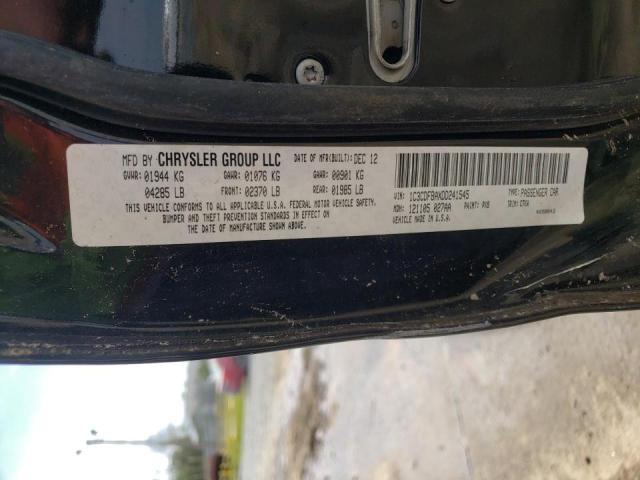 MFD BY CHRYSLER GROUP LLC DATE OF MFR(BUILT): DEC 12
GVWR: 01944 KG GAWR: 01076 KG GAWR: 00901 KG
04285 LB FRONT: 02370 LB REAR: 01985 LB
THIS VEHICLE CONFORMS TO ALL APPLICABLE U.S.A. FEDERAL MOTOR VEHICLE SAFETY,
BUMPER AND THEFT PREVENTION STANDARDS IN EFFECT ON
THE DATE OF MANUFACTURE SHOWN ABOVE.
VIN: 1C3CDFBAXDD241545 TYPE: PASSENGER CAR
MDH: 121105 027AA PAINT: TRIM:
VEHICLE MADE IN U.S.A.